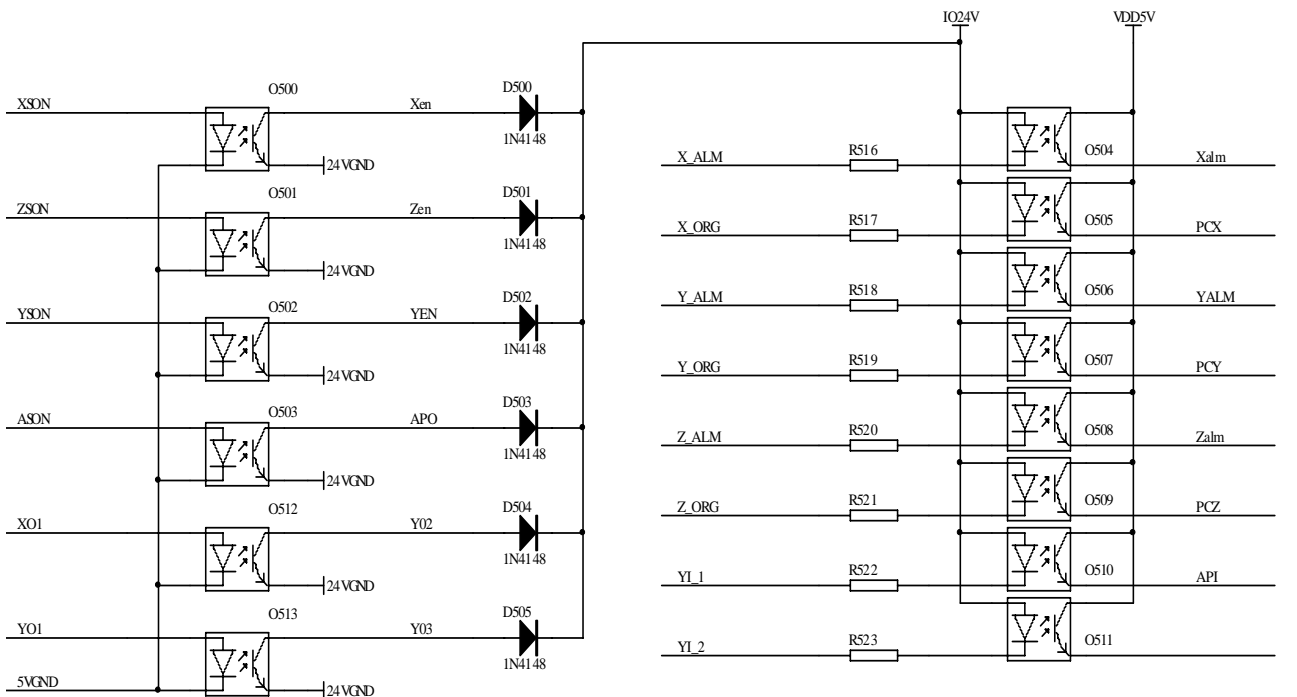 IO24V VDD5V
XSON O500 Xen D500 1N4148
24VGND
ZSON O501 Zen D501 1N4148
24VGND
YSON O502 YEN D502 1N4148
24VGND
ASON O503 APO D503 1N4148
24VGND
XO1 O512 Y02 D504 1N4148
24VGND
YO1 O513 Y03 D505 1N4148
5VGND 24VGND
X_ALM R516 O504 Xalm
X_ORG R517 O505 PCX
Y_ALM R518 O506 YALM
Y_ORG R519 O507 PCY
Z_ALM R520 O508 Zalm
Z_ORG R521 O509 PCZ
YI_1 R522 O510 API
YI_2 R523 O511